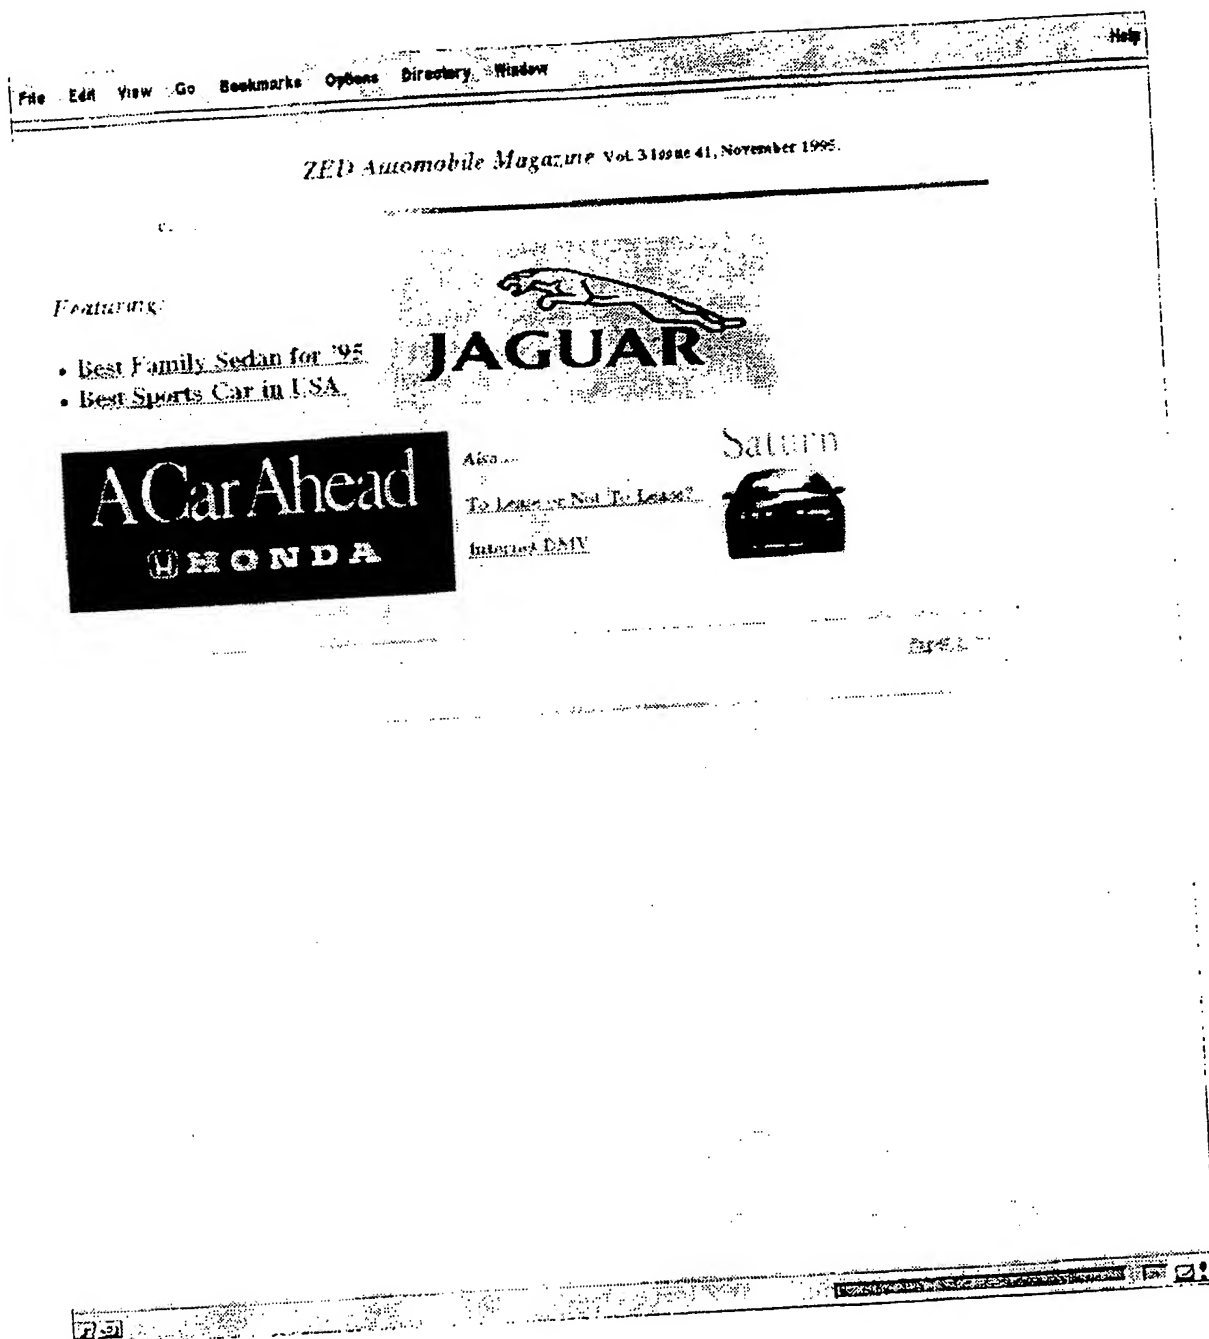 File Edit View Go Bookmarks Options Directory Window Help
ZED Automobile Magazine Vol. 3 Issue 41, November 1995.
Featuring:
• Best Family Sedan for '95
• Best Sports Car in USA
JAGUAR
A Car Ahead
HONDA
Also....
To Lease or Not To Lease?
Internet DMV
Saturn